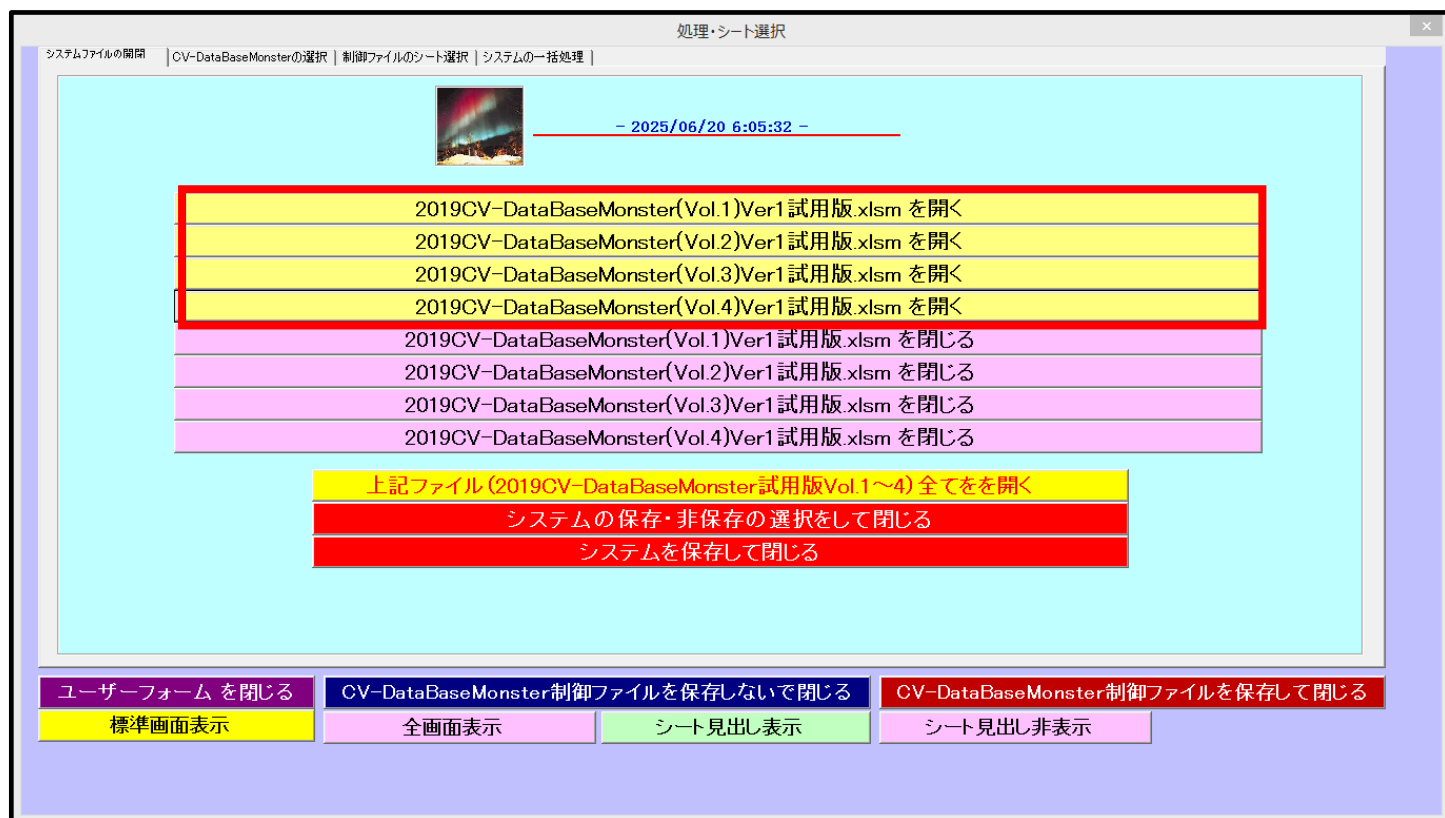 処理・シート選択
×
システムファイルの開閉 | CV-DataBaseMonsterの選択 | 制御ファイルのシート選択 | システムの一括処理 |
- 2025/06/20 6:05:32 -
2019CV-DataBaseMonster(Vol.1)Ver1試用版.xlsm を開く
2019CV-DataBaseMonster(Vol.2)Ver1試用版.xlsm を開く
2019CV-DataBaseMonster(Vol.3)Ver1試用版.xlsm を開く
2019CV-DataBaseMonster(Vol.4)Ver1試用版.xlsm を開く
2019CV-DataBaseMonster(Vol.1)Ver1試用版.xlsm を閉じる
2019CV-DataBaseMonster(Vol.2)Ver1試用版.xlsm を閉じる
2019CV-DataBaseMonster(Vol.3)Ver1試用版.xlsm を閉じる
2019CV-DataBaseMonster(Vol.4)Ver1試用版.xlsm を閉じる
上記ファイル(2019CV-DataBaseMonster試用版Vol.1～4)全てをを開く
システムの保存・非保存の選択をして閉じる
システムを保存して閉じる
ユーザーフォーム を閉じる CV-DataBaseMonster制御ファイルを保存しないで閉じる CV-DataBaseMonster制御ファイルを保存して閉じる
標準画面表示 全画面表示 シート見出し表示 シート見出し非表示